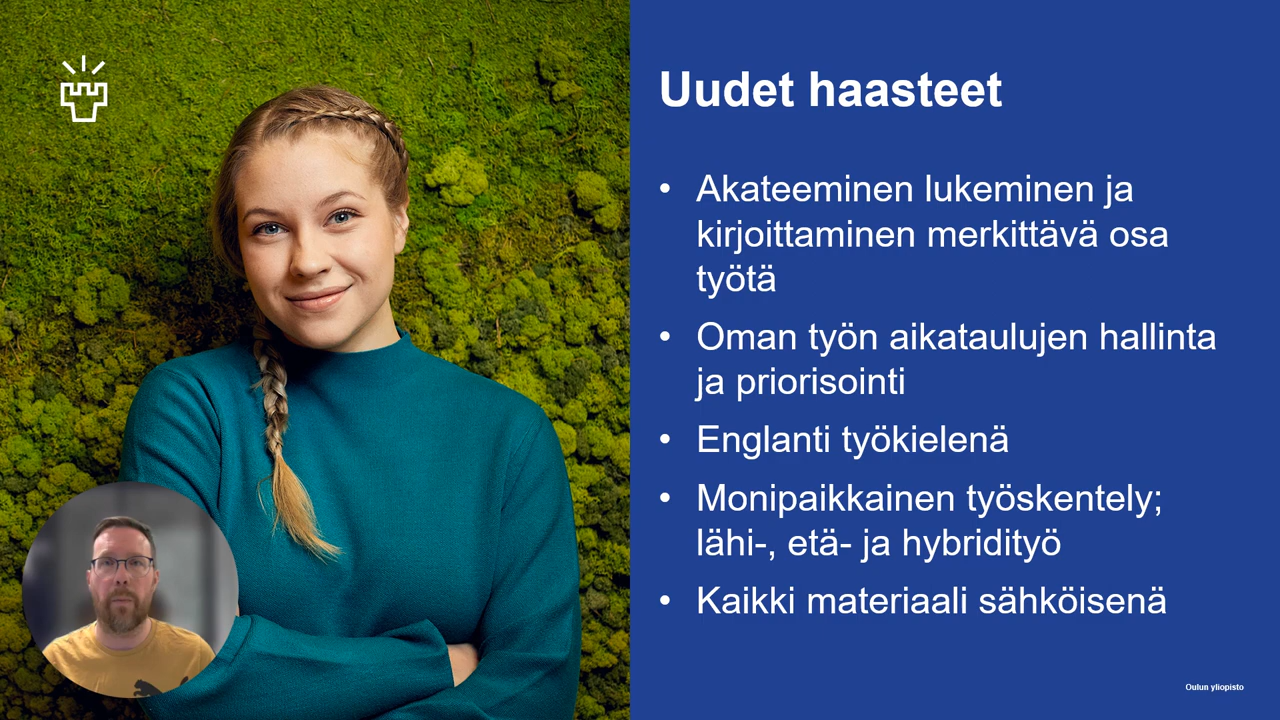 Uudet haasteet
• Akateeminen lukeminen ja
kirjoittaminen merkittävä osa
työtä
• Oman työn aikataulujen hallinta
ja priorisointi
• Englanti työkielenä
• Monipaikkainen työskentely;
lähi-, etä- ja hybridityö
• Kaikki materiaali sähköisenä
Oulun yliopisto